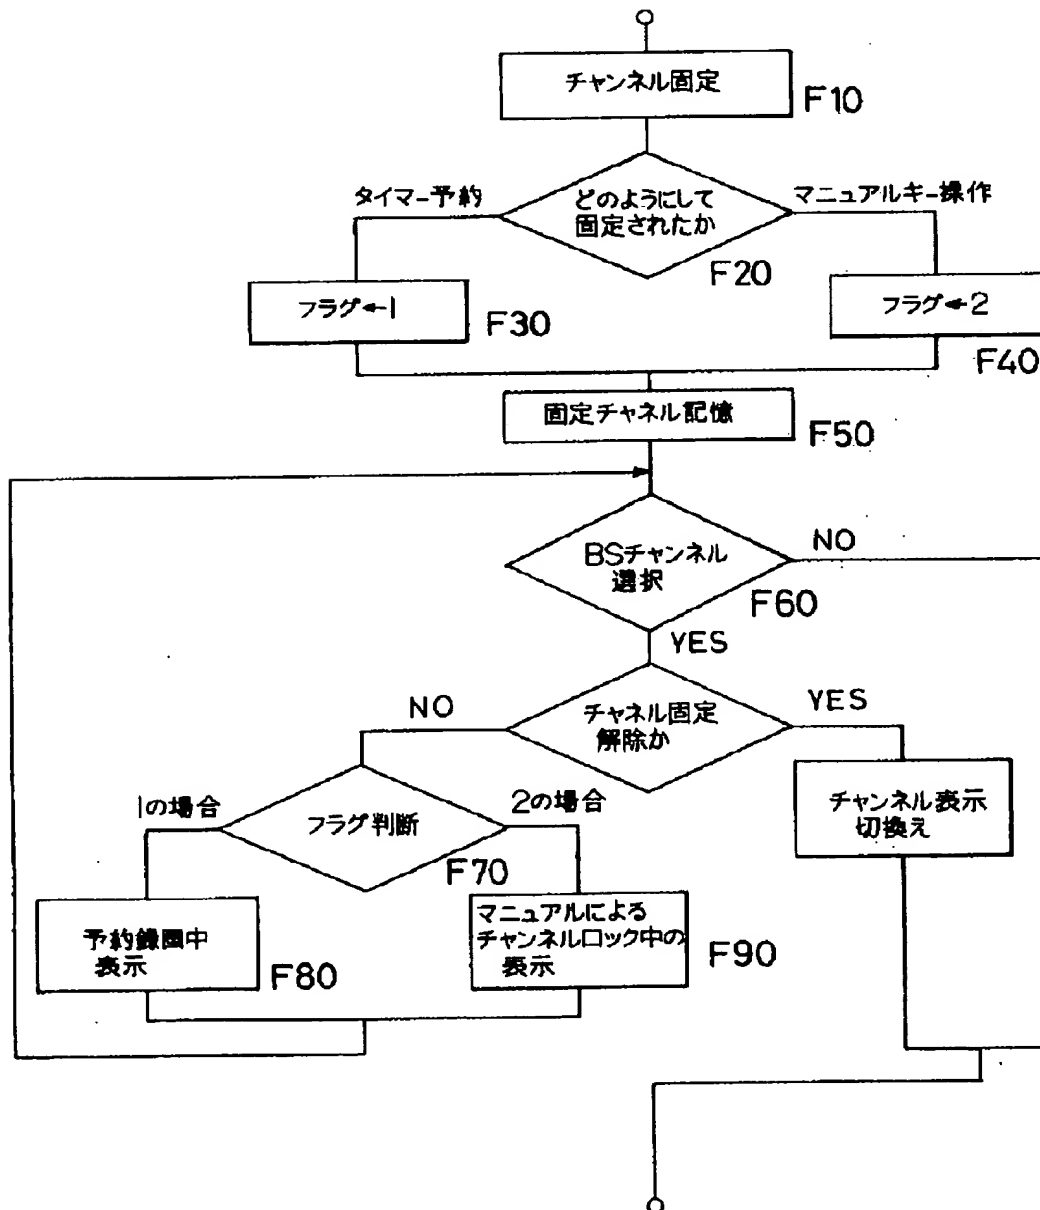 チャンネル固定
F10
タイマー予約
どのようにして
固定されたか
マニュアルキー操作
F20
フラグ←1
F30
フラグ←2
F40
固定チャネル記憶
F50
BSチャンネル
選択
NO
F60
YES
チャネル固定
解除か
NO
YES
チャンネル表示
切換え
1の場合
フラグ判断
2の場合
F70
予約録画中
表示
F80
マニュアルによる
チャンネルロック中の
表示
F90